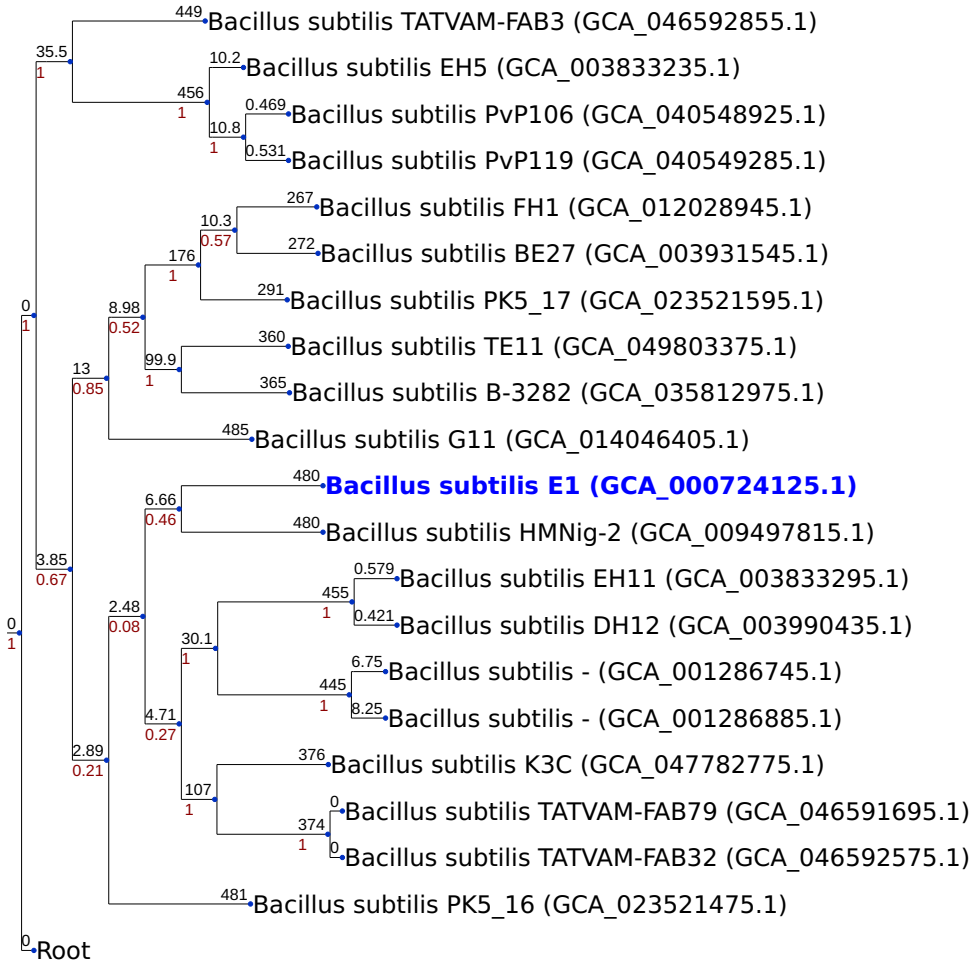 449 Bacillus subtilis TATVAM-FAB3 (GCA_046592855.1)
35.5
1
10.2 Bacillus subtilis EH5 (GCA_003833235.1)
456
1
0.469 Bacillus subtilis PvP106 (GCA_040548925.1)
10.8
1
0.531 Bacillus subtilis PvP119 (GCA_040549285.1)
267 Bacillus subtilis FH1 (GCA_012028945.1)
10.3
0.57
272 Bacillus subtilis BE27 (GCA_003931545.1)
176
1
291 Bacillus subtilis PK5_17 (GCA_023521595.1)
0
1
8.98
0.52
360 Bacillus subtilis TE11 (GCA_049803375.1)
99.9
1
13
0.85
365 Bacillus subtilis B-3282 (GCA_035812975.1)
485 Bacillus subtilis G11 (GCA_014046405.1)
480 Bacillus subtilis E1 (GCA_000724125.1)
6.66
0.46
480 Bacillus subtilis HMNig-2 (GCA_009497815.1)
3.85
0.67
0.579 Bacillus subtilis EH11 (GCA_003833295.1)
455
1
2.48
0.08
0.421 Bacillus subtilis DH12 (GCA_003990435.1)
0
1
30.1
1
6.75 Bacillus subtilis - (GCA_001286745.1)
445
1
8.25 Bacillus subtilis - (GCA_001286885.1)
4.71
0.27
2.89
0.21
376 Bacillus subtilis K3C (GCA_047782775.1)
107
1
0 Bacillus subtilis TATVAM-FAB79 (GCA_046591695.1)
374
1
0 Bacillus subtilis TATVAM-FAB32 (GCA_046592575.1)
481 Bacillus subtilis PK5_16 (GCA_023521475.1)
0 Root